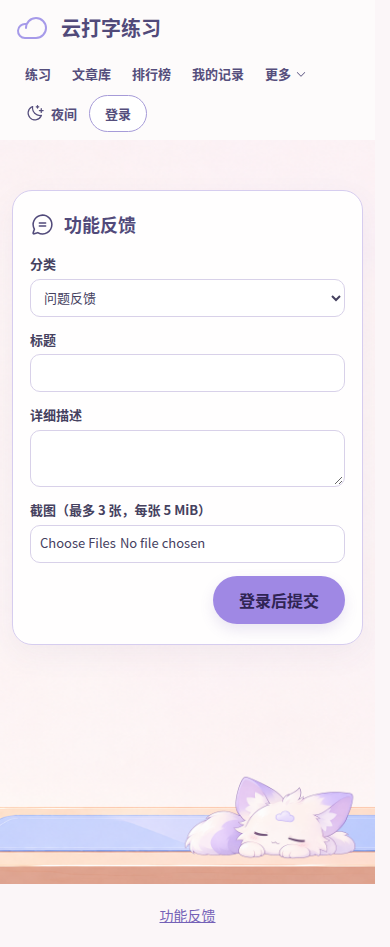 云打字练习
练习 文章库 排行榜 我的记录 更多
夜间 登录
功能反馈
分类
问题反馈
标题
详细描述
截图（最多 3 张，每张 5 MiB）
Choose Files No file chosen
登录后提交
功能反馈